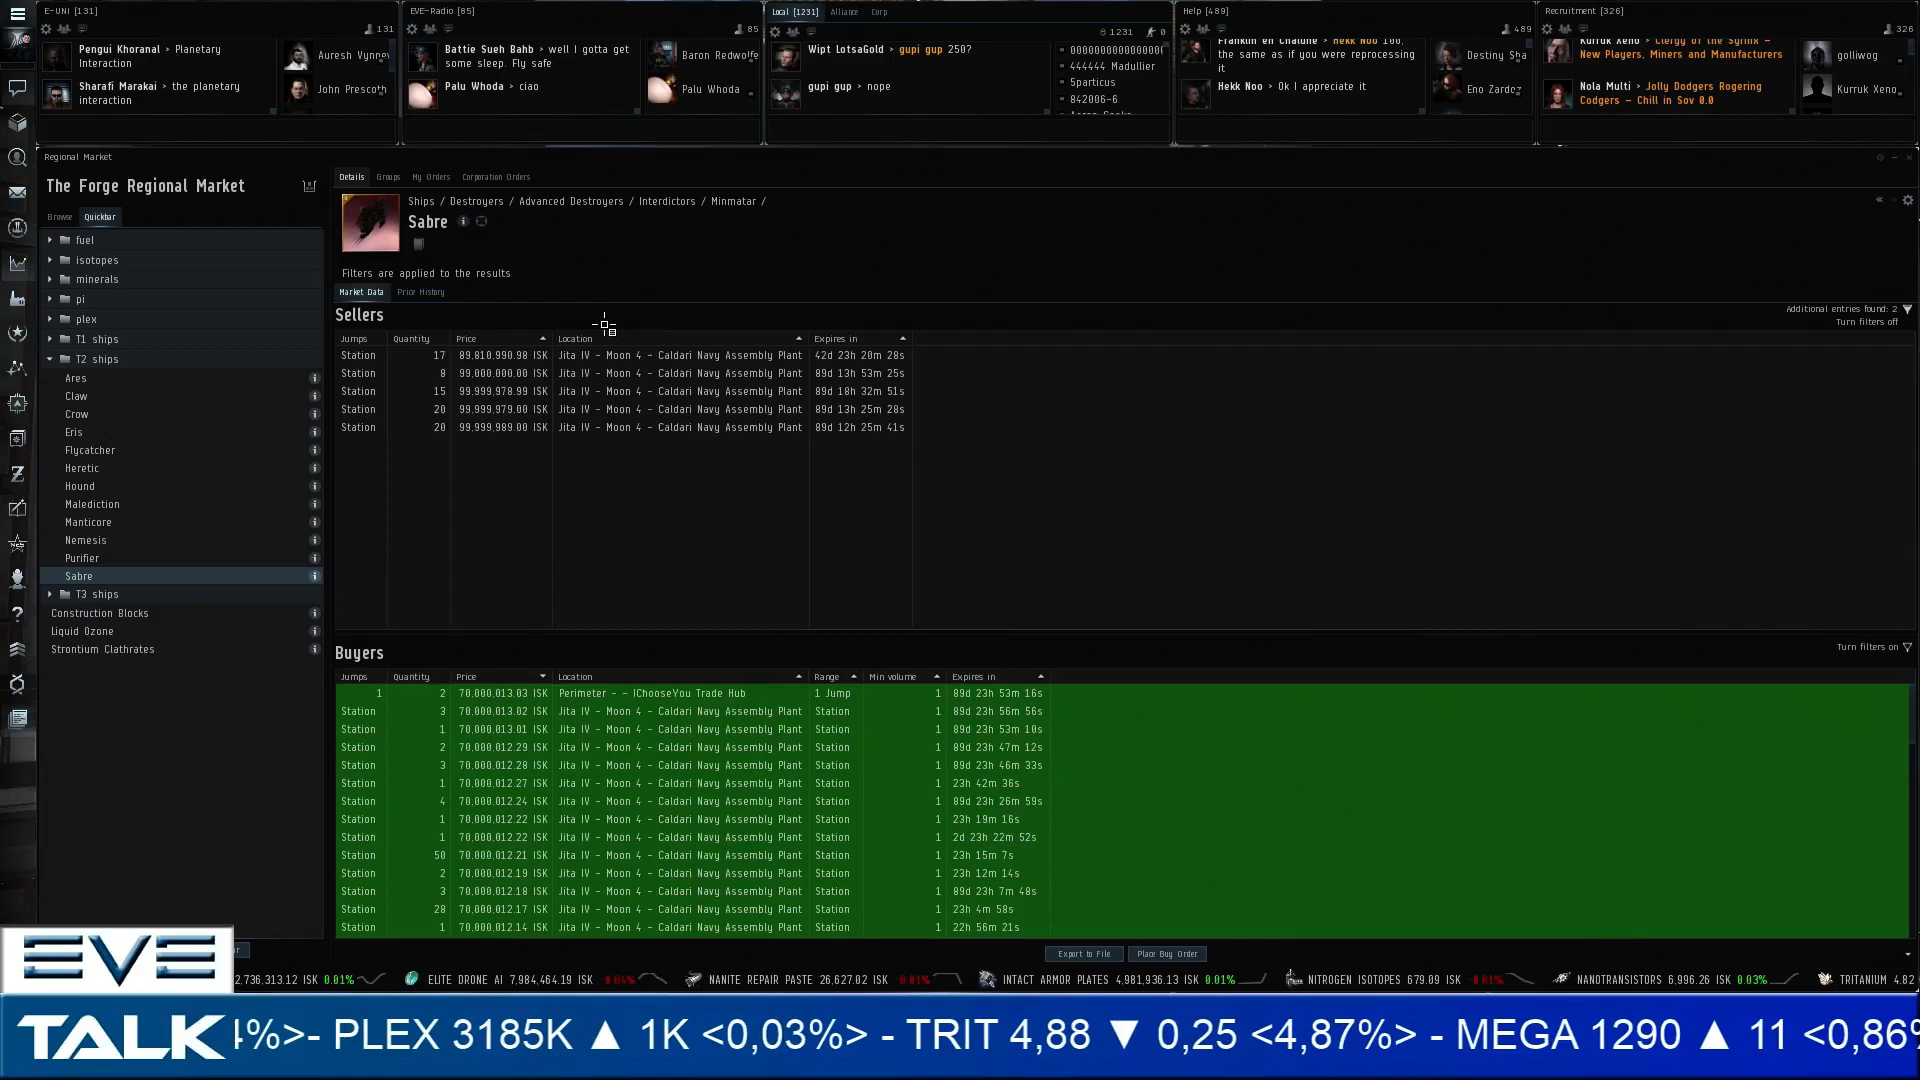 E-UNI [131]
131
Pengui Khoranal > Planetary
Interaction
Sharafi Marakai > the planetary
interaction
Auresh Vynnov
John Prescoth
EVE-Radio [85]
85
Battie Sueh Bahb > well I gotta get
some sleep. Fly safe
Palu Whoda > ciao
Baron Redwolfe
Palu Whoda
Local [1231] Alliance Corp
1231 0
Wipt LotsaGold > gupi gup 250?
gupi gup > nope
444444 Madullier
5particus
842006-6
Help [489]
489
Franklin en Chalune > Hekk Noo 100.
the same as if you were reprocessing
it
Hekk Noo > Ok I appreciate it
Destiny Sha
Eno Zardoz
Recruitment [326]
326
Kurruk Xeno > Clergy of the Syrinx –
New Players, Miners and Manufacturers
Nola Multi > Jolly Dodgers Rogering
Codgers – Chill in Sov 0.0
golliwog
Kurruk Xeno
Regional Market
The Forge Regional Market
Browse Quickbar
fuel
isotopes
minerals
pi
plex
T1 ships
T2 ships
Ares
Claw
Crow
Eris
Flycatcher
Heretic
Hound
Malediction
Manticore
Nemesis
Purifier
Sabre
T3 ships
Construction Blocks
Liquid Ozone
Strontium Clathrates
Details Groups My Orders Corporation Orders
Ships / Destroyers / Advanced Destroyers / Interdictors / Minmatar /
Sabre
Filters are applied to the results
Market Data Price History
Sellers
Additional entries found: 2
Turn filters off
Jumps Quantity Price Location Expires in
Station 17 89,810,990.98 ISK Jita IV - Moon 4 - Caldari Navy Assembly Plant 42d 23h 20m 28s
Station 8 99,000,000.00 ISK Jita IV - Moon 4 - Caldari Navy Assembly Plant 89d 13h 53m 25s
Station 15 99,999,978.99 ISK Jita IV - Moon 4 - Caldari Navy Assembly Plant 89d 18h 32m 51s
Station 20 99,999,979.00 ISK Jita IV - Moon 4 - Caldari Navy Assembly Plant 89d 13h 25m 28s
Station 20 99,999,989.00 ISK Jita IV - Moon 4 - Caldari Navy Assembly Plant 89d 12h 25m 41s
Buyers
Turn filters on
Jumps Quantity Price Location Range Min volume Expires in
1 2 70,000,013.03 ISK Perimeter - - IChooseYou Trade Hub 1 Jump 1 89d 23h 53m 16s
Station 3 70,000,013.02 ISK Jita IV - Moon 4 - Caldari Navy Assembly Plant Station 1 89d 23h 56m 56s
Station 1 70,000,013.01 ISK Jita IV - Moon 4 - Caldari Navy Assembly Plant Station 1 89d 23h 53m 10s
Station 2 70,000,012.29 ISK Jita IV - Moon 4 - Caldari Navy Assembly Plant Station 1 89d 23h 47m 12s
Station 3 70,000,012.28 ISK Jita IV - Moon 4 - Caldari Navy Assembly Plant Station 1 89d 23h 46m 33s
Station 1 70,000,012.27 ISK Jita IV - Moon 4 - Caldari Navy Assembly Plant Station 1 23h 42m 36s
Station 4 70,000,012.24 ISK Jita IV - Moon 4 - Caldari Navy Assembly Plant Station 1 89d 23h 26m 59s
Station 1 70,000,012.22 ISK Jita IV - Moon 4 - Caldari Navy Assembly Plant Station 1 23h 19m 16s
Station 1 70,000,012.22 ISK Jita IV - Moon 4 - Caldari Navy Assembly Plant Station 1 2d 23h 22m 52s
Station 50 70,000,012.21 ISK Jita IV - Moon 4 - Caldari Navy Assembly Plant Station 1 23h 15m 7s
Station 2 70,000,012.19 ISK Jita IV - Moon 4 - Caldari Navy Assembly Plant Station 1 23h 12m 14s
Station 3 70,000,012.18 ISK Jita IV - Moon 4 - Caldari Navy Assembly Plant Station 1 89d 23h 7m 48s
Station 28 70,000,012.17 ISK Jita IV - Moon 4 - Caldari Navy Assembly Plant Station 1 23h 4m 58s
Station 1 70,000,012.14 ISK Jita IV - Moon 4 - Caldari Navy Assembly Plant Station 1 22h 56m 21s
Export to File Place Buy Order
EVE
2,736,313.12 ISK 0.01% ELITE DRONE AI 7,984,464.19 ISK -0.04% NANITE REPAIR PASTE 26,627.02 ISK -0.01% INTACT ARMOR PLATES 4,981,936.13 ISK 0.01% NITROGEN ISOTOPES 679.09 ISK -0.01% NANOTRANSISTORS 6,996.26 ISK 0.03% TRITANIUM 4.82
TALK
4%>- PLEX 3185K ▲ 1K <0,03%> - TRIT 4,88 ▼ 0,25 <4,87%> - MEGA 1290 ▲ 11 <0,86%